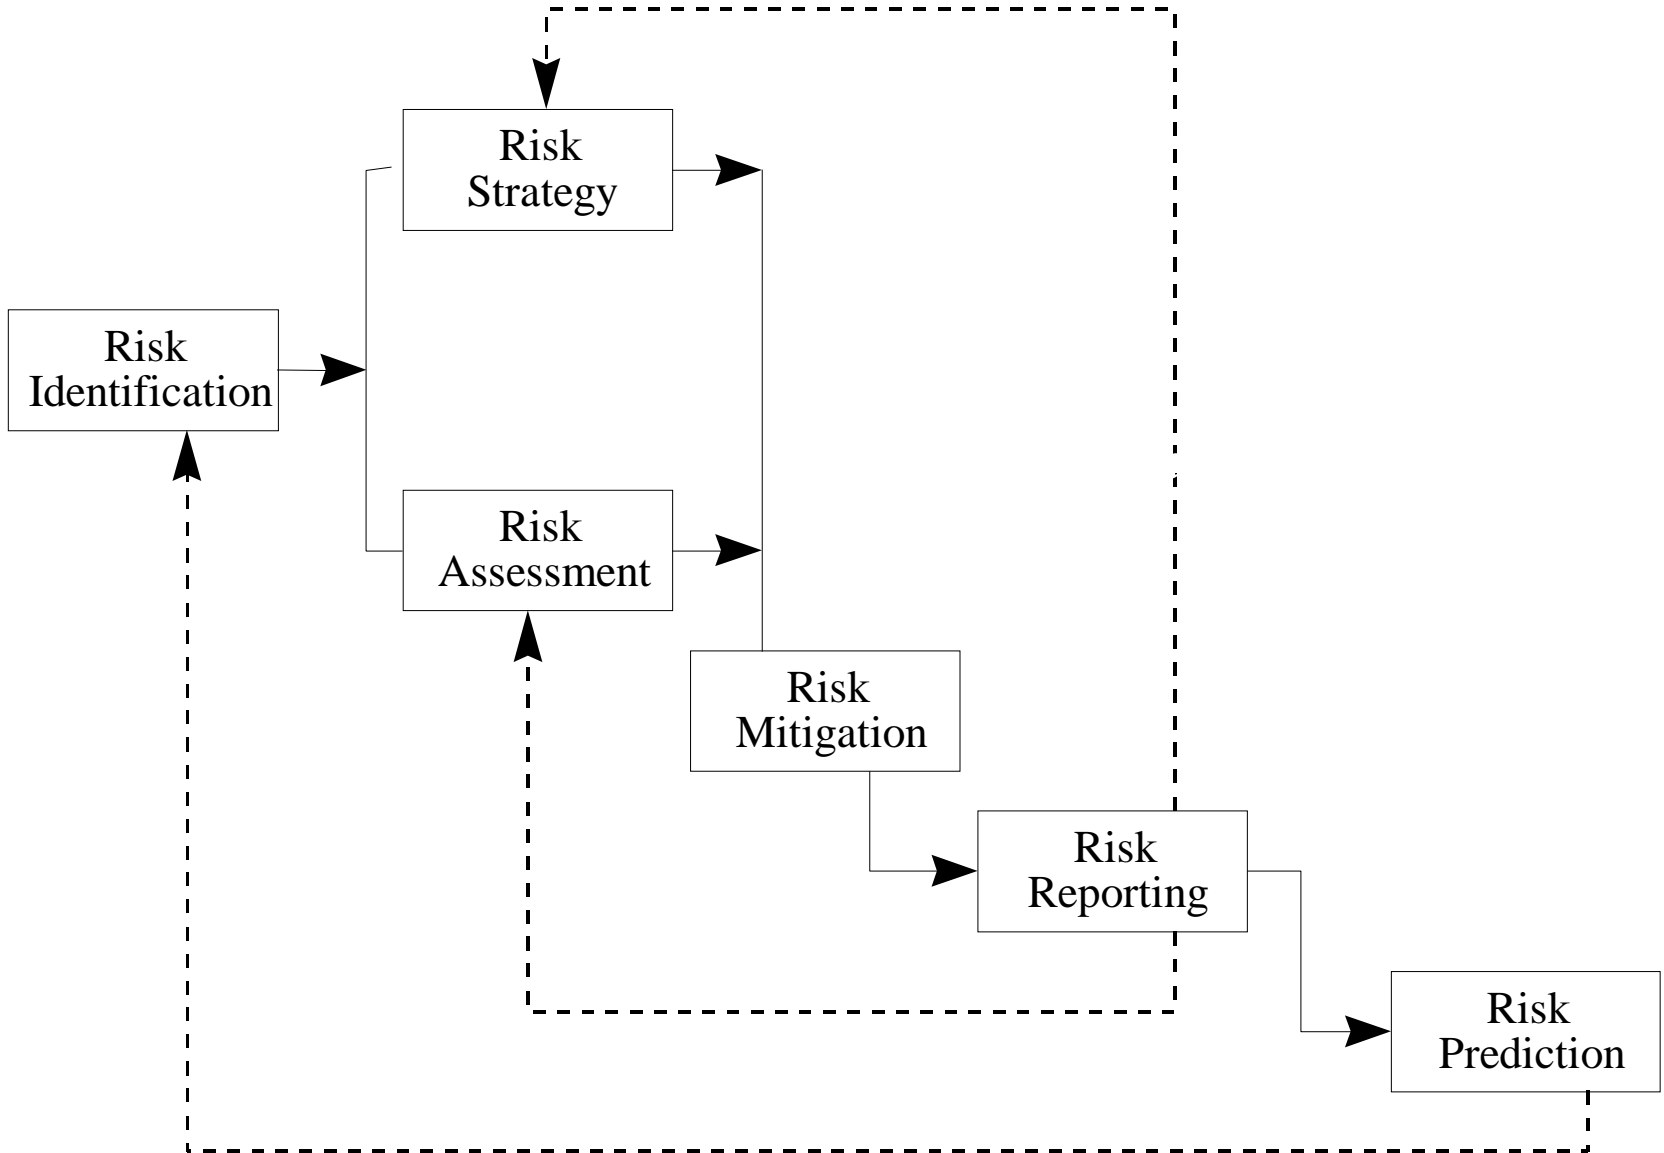 Risk
Strategy
Risk
Identification
Risk
Assessment
Risk
Mitigation
Risk
Reporting
Risk
Prediction